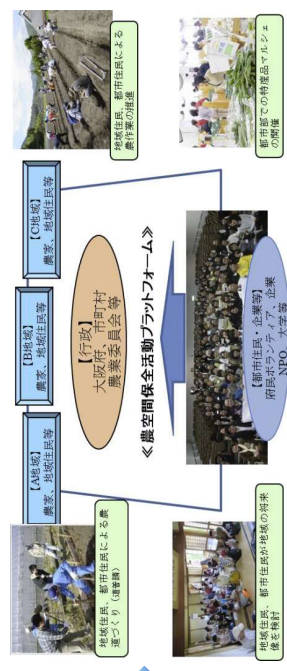 【A地域】
農家、地域住民等
【B地域】
農家、地域住民等
【C地域】
農家、地域住民等
【行政】
大阪府、市町村
農業委員会 等
≪農空間保全活動プラットフォーム≫
【都市住民・企業等】
府民ボランティア、企業
NPO、大学等
地域住民、都市住民による農
道づくり(道普請)
地域住民、都市住民による
農作業の推進
地域住民、都市住民が地域の将来
像を検討
都市部での特産品マルシェ
の開催